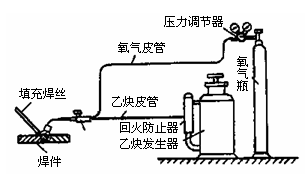 压力调节器
氧气皮管
氧气瓶
填充焊丝
乙炔皮管
回火防止器
乙炔发生器
焊件